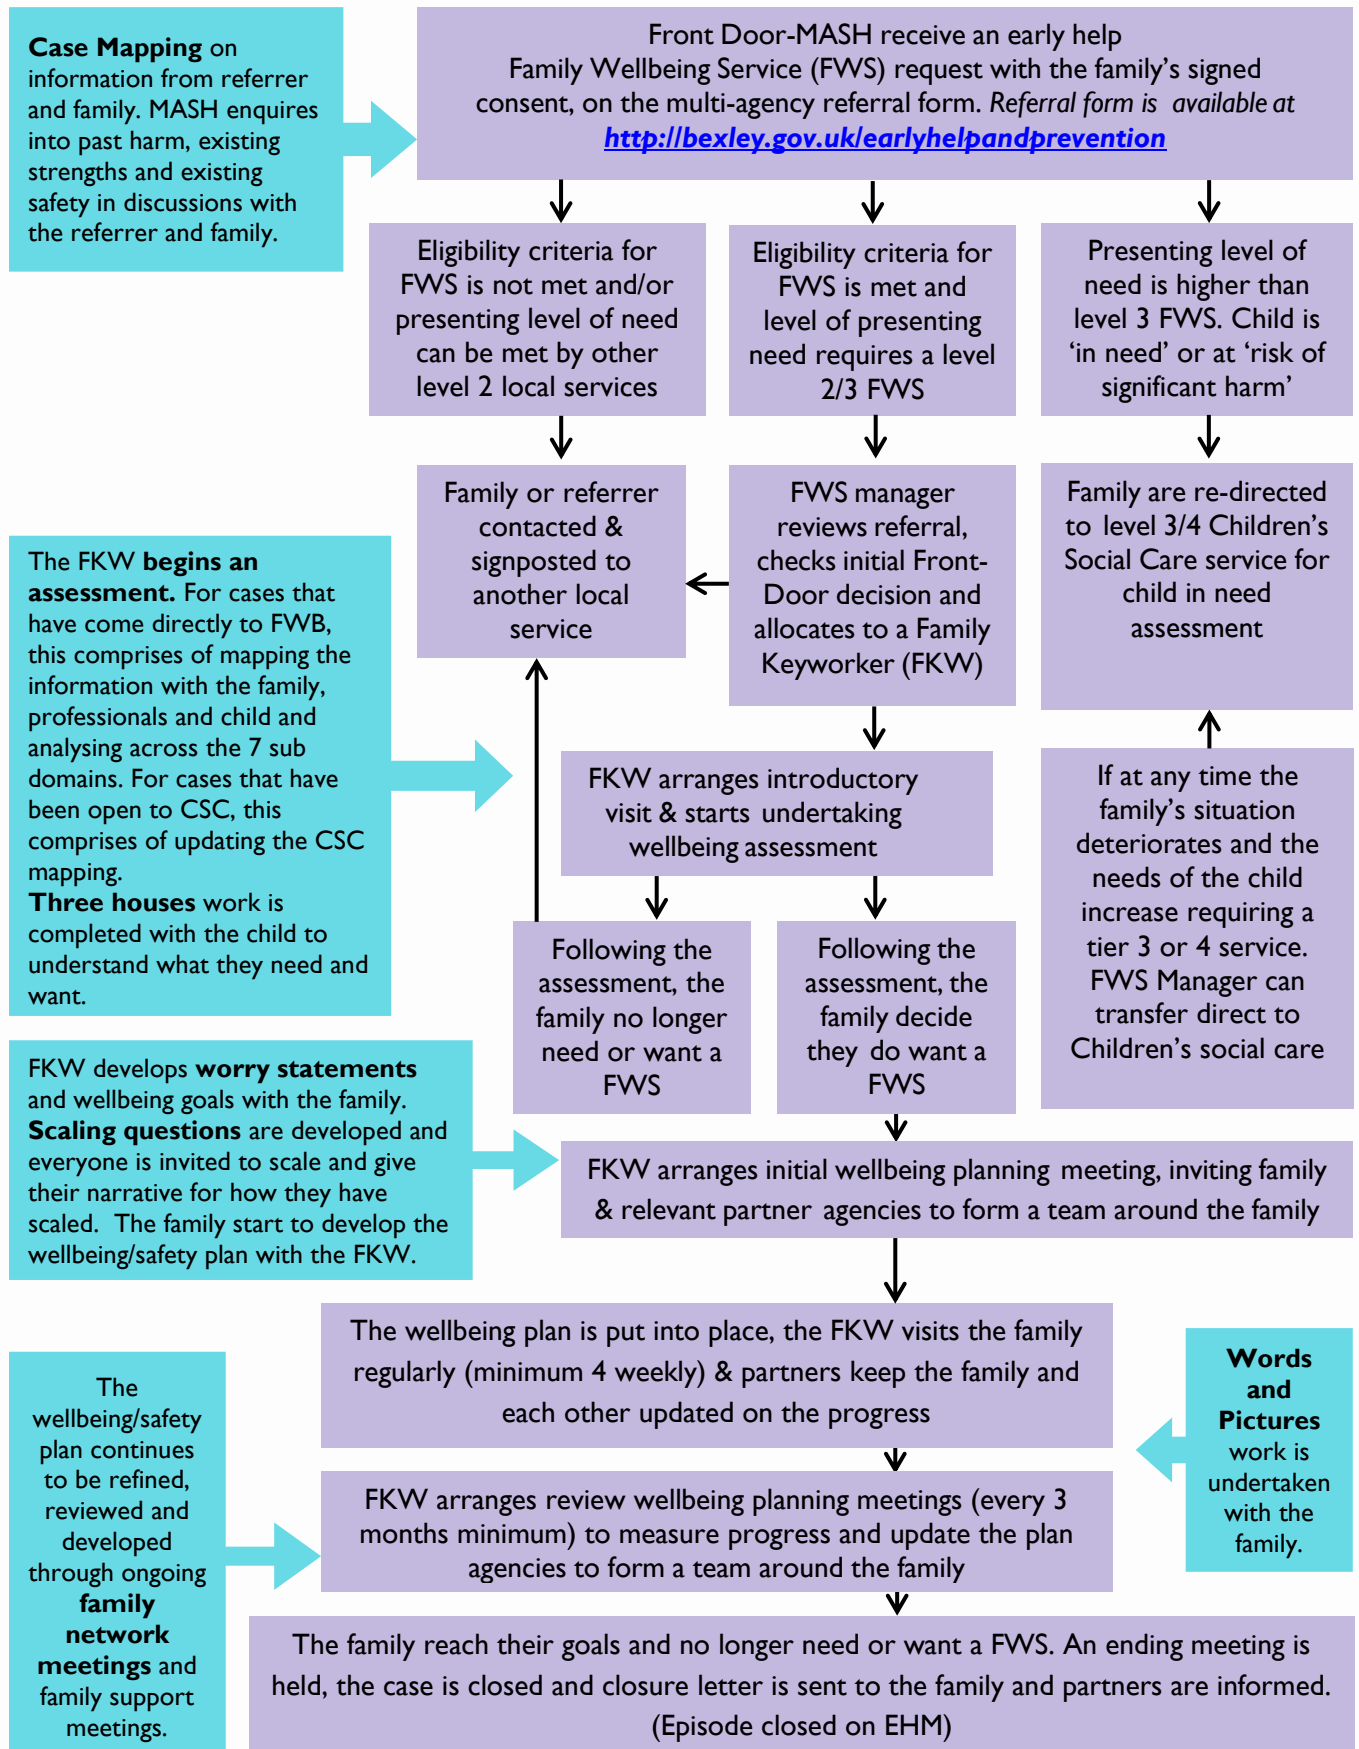 Case Mapping on
information from referrer
and family. MASH enquires
into past harm, existing
strengths and existing
safety in discussions with
the referrer and family.
Front Door-MASH receive an early help
Family Wellbeing Service (FWS) request with the family's signed
consent, on the multi-agency referral form. Referral form is available at
http://bexley.gov.uk/earlyhelpandprevention
Eligibility criteria for
FWS is not met and/or
presenting level of need
can be met by other
level 2 local services
Eligibility criteria for
FWS is met and
level of presenting
need requires a level
2/3 FWS
Presenting level of
need is higher than
level 3 FWS. Child is
‘in need’ or at ‘risk of
significant harm’
Family or referrer
contacted &
signposted to
another local
service
FWS manager
reviews referral,
checks initial Front-
Door decision and
allocates to a Family
Keyworker (FKW)
Family are re-directed
to level 3/4 Children's
Social Care service for
child in need
assessment
The FKW begins an
assessment. For cases that
have come directly to FWB,
this comprises of mapping the
information with the family,
professionals and child and
analysing across the 7 sub
domains. For cases that have
been open to CSC, this
comprises of updating the CSC
mapping.
Three houses work is
completed with the child to
understand what they need and
want.
FKW arranges introductory
visit & starts undertaking
wellbeing assessment
If at any time the
family's situation
deteriorates and the
needs of the child
increase requiring a
tier 3 or 4 service.
FWS Manager can
transfer direct to
Children's social care
Following the
assessment, the
family no longer
need or want a
FWS
Following the
assessment, the
family decide
they do want a
FWS
FKW develops worry statements
and wellbeing goals with the family.
Scaling questions are developed and
everyone is invited to scale and give
their narrative for how they have
scaled. The family start to develop the
wellbeing/safety plan with the FKW.
FKW arranges initial wellbeing planning meeting, inviting family
& relevant partner agencies to form a team around the family
The wellbeing plan is put into place, the FKW visits the family
regularly (minimum 4 weekly) & partners keep the family and
each other updated on the progress
Words
and
Pictures
work is
undertaken
with the
family.
The
wellbeing/safety
plan continues
to be refined,
reviewed and
developed
through ongoing
family
network
meetings and
family support
meetings.
FKW arranges review wellbeing planning meetings (every 3
months minimum) to measure progress and update the plan
agencies to form a team around the family
The family reach their goals and no longer need or want a FWS. An ending meeting is
held, the case is closed and closure letter is sent to the family and partners are informed.
(Episode closed on EHM)